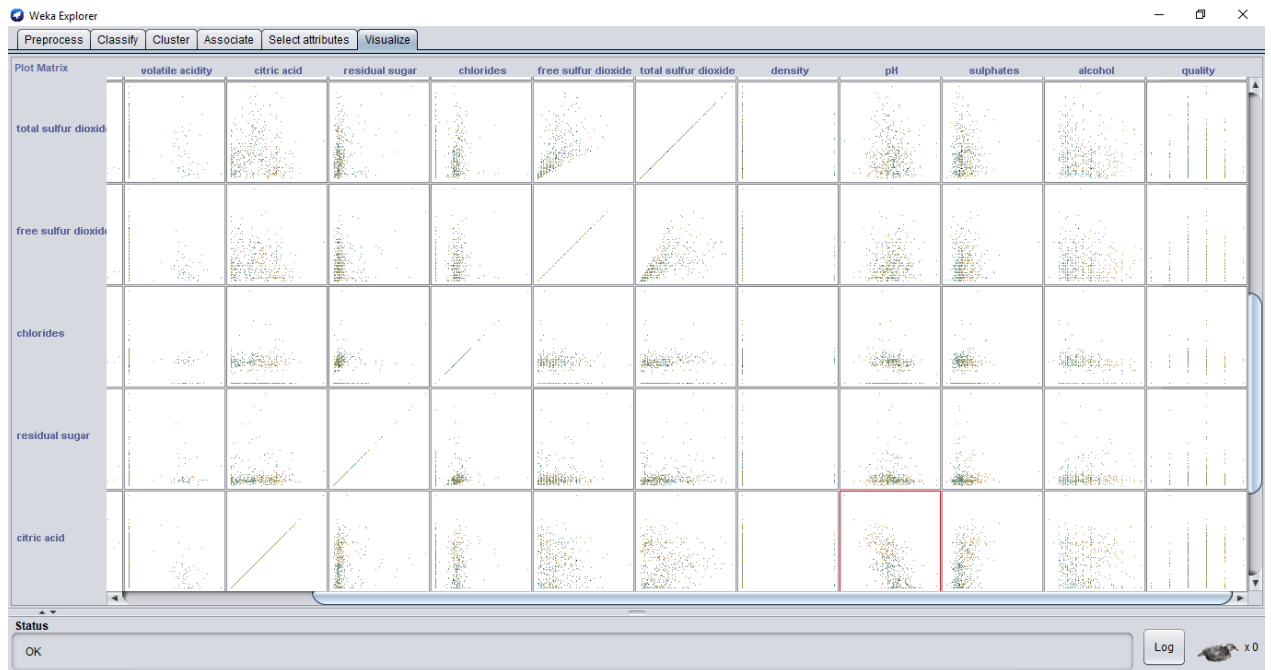 Weka Explorer
Preprocess Classify Cluster Associate Select attributes Visualize
Plot Matrix volatile acidity citric acid residual sugar chlorides free sulfur dioxide total sulfur dioxide density pH sulphates alcohol quality
total sulfur dioxid
free sulfur dioxid
chlorides
residual sugar
citric acid
Status
OK
Log x 0